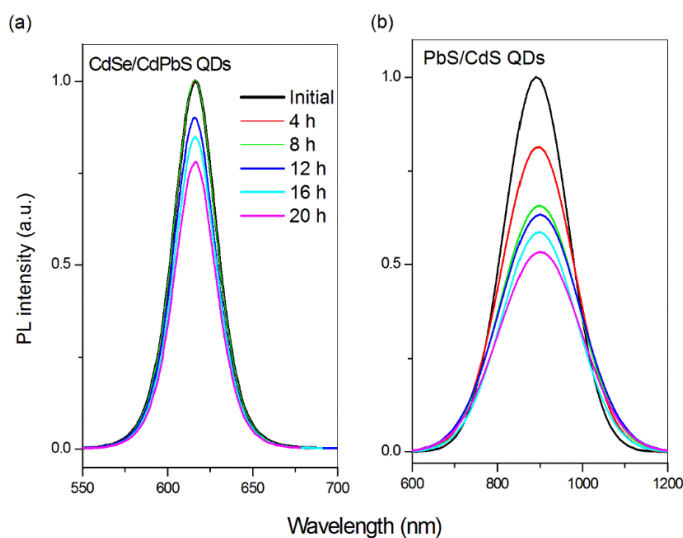 (a)
CdSe/CdPbS QDs
1.0
0.5
0.0
Initial
4 h
8 h
12 h
16 h
20 h
550 600 650 700
PL intensity (a.u.)
(b)
PbS/CdS QDs
1.0
0.5
0.0
600 800 1000 1200
Wavelength (nm)